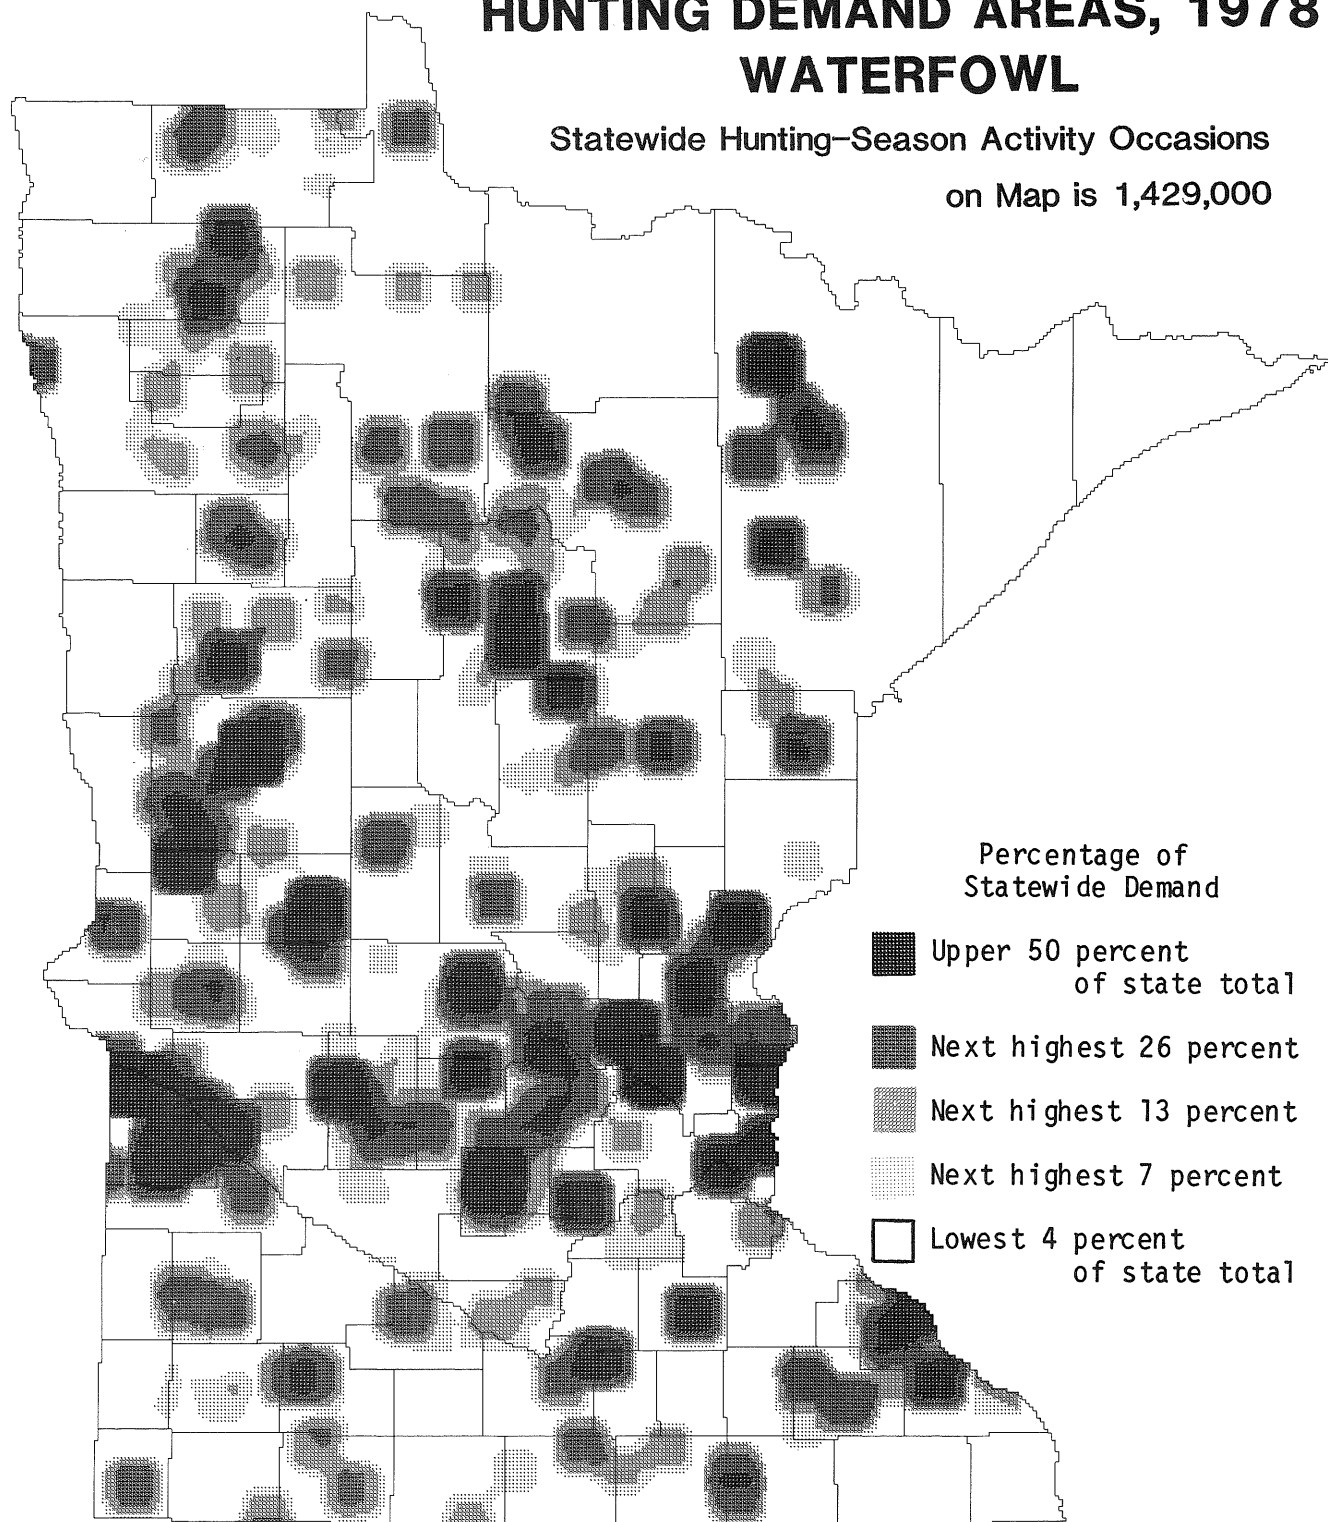 HUNTING DEMAND AREAS, 1978
WATERFOWL
Statewide Hunting-Season Activity Occasions
on Map is 1,429,000
Percentage of
Statewide Demand
Upper 50 percent
of state total
Next highest 26 percent
Next highest 13 percent
Next highest 7 percent
Lowest 4 percent
of state total